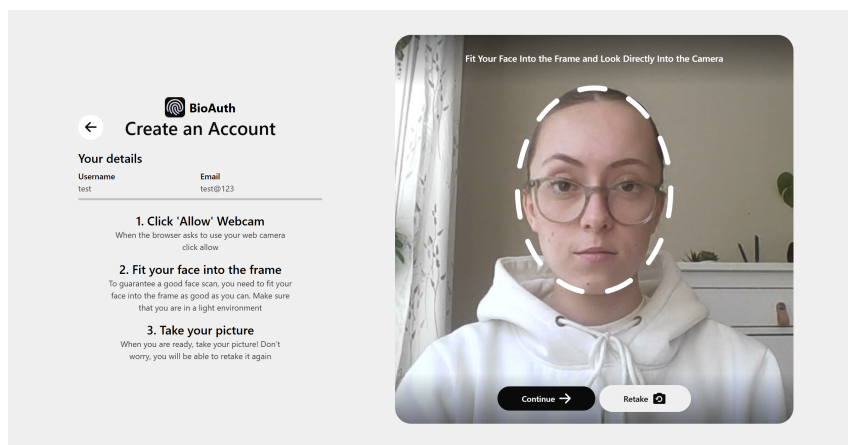 BioAuth
Create an Account
Your details
Username Email
test test@123
1. Click 'Allow' Webcam
When the browser asks to use your web camera
click allow
2. Fit your face into the frame
To guarantee a good face scan, you need to fit your
face into the frame as good as you can. Make sure
that you are in a light environment
3. Take your picture
When you are ready, take your picture! Don't
worry, you will be able to retake it again
Fit Your Face Into the Frame and Look Directly Into the Camera
Continue
Retake